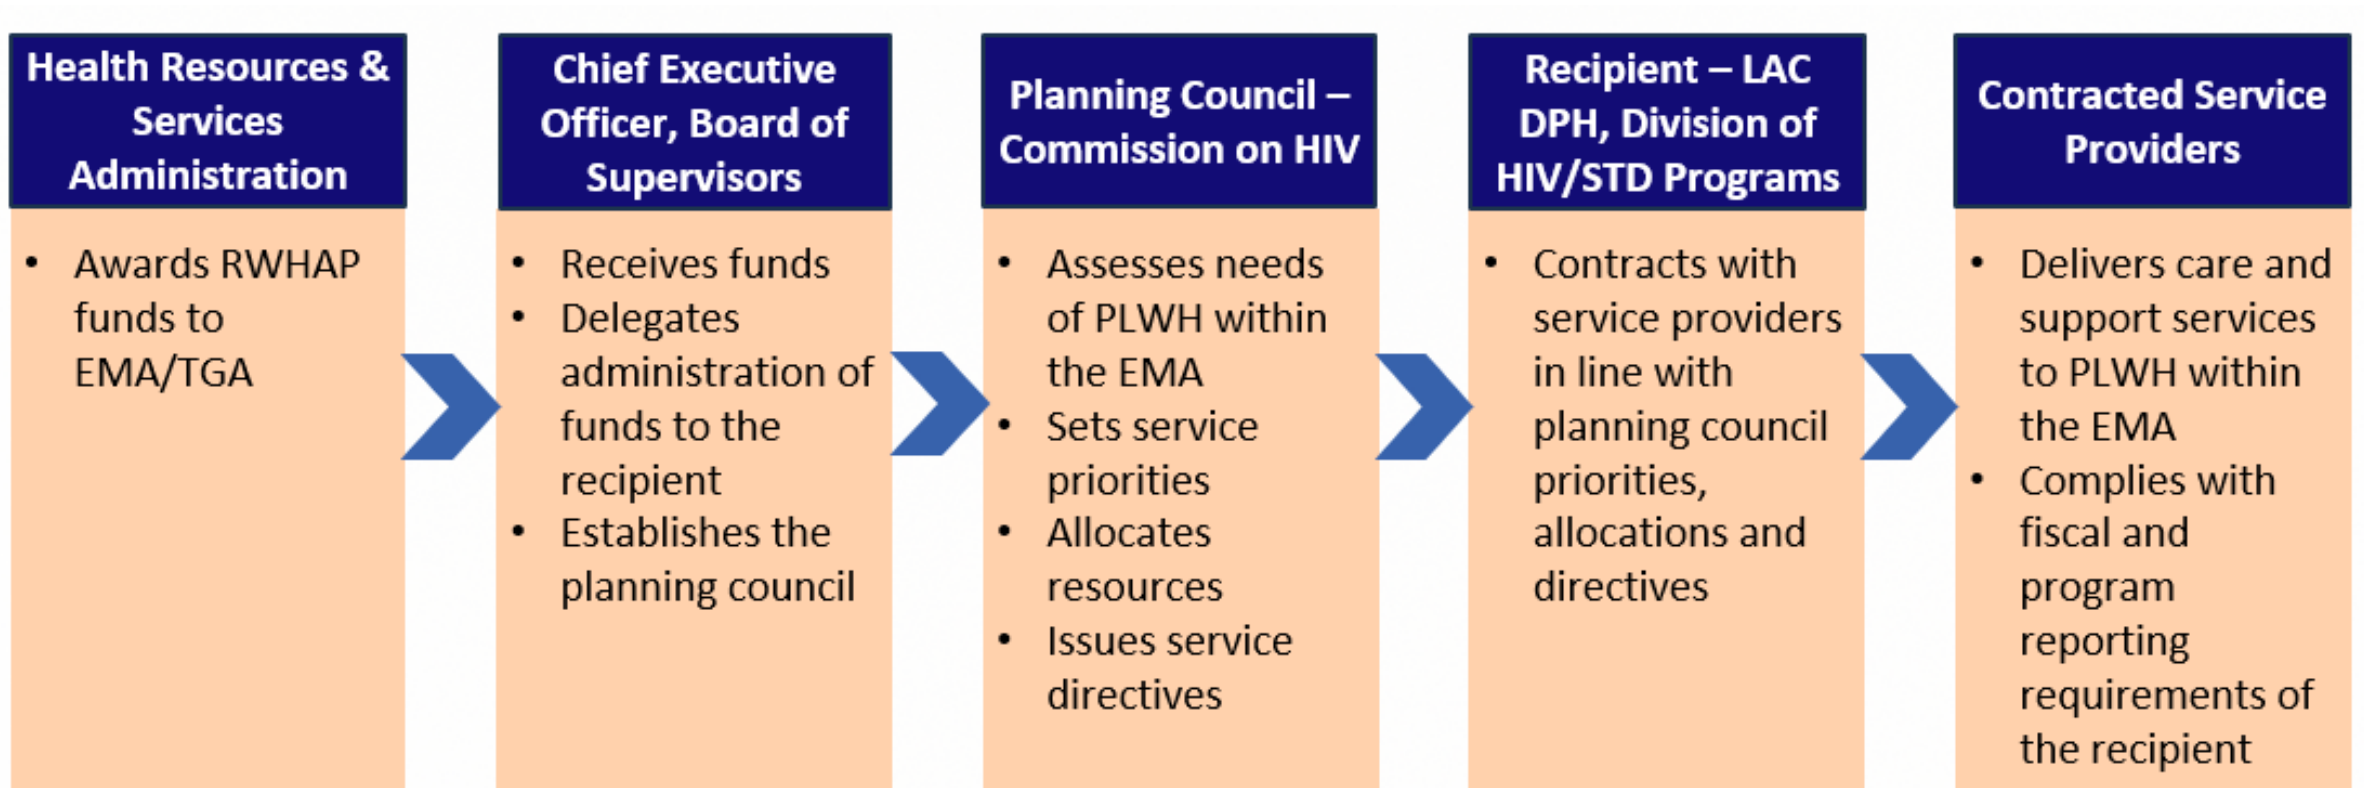 Health Resources &
Services
Administration
• Awards RWHAP
funds to
EMA/TGA
Chief Executive
Officer, Board of
Supervisors
• Receives funds
• Delegates
administration of
funds to the
recipient
• Establishes the
planning council
Planning Council –
Commission on HIV
• Assesses needs
of PLWH within
the EMA
• Sets service
priorities
• Allocates
resources
• Issues service
directives
Recipient – LAC
DPH, Division of
HIV/STD Programs
• Contracts with
service providers
in line with
planning council
priorities,
allocations and
directives
Contracted Service
Providers
• Delivers care and
support services
to PLWH within
the EMA
• Complies with
fiscal and
program
reporting
requirements of
the recipient